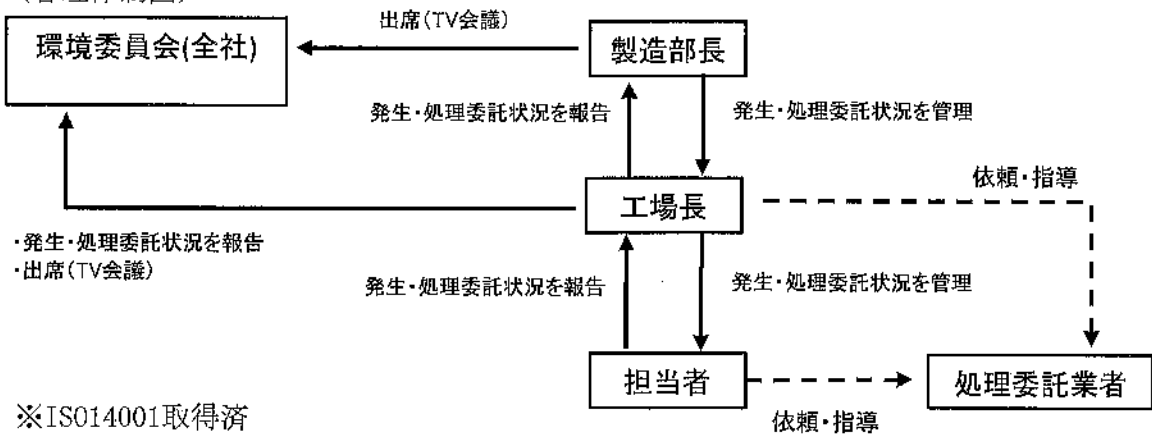 出席(TV会議)
環境委員会(全社)
製造部長
発生・処理委託状況を報告
発生・処理委託状況を管理
依頼・指導
工場長
・発生・処理委託状況を報告
・出席(TV会議)
発生・処理委託状況を報告
発生・処理委託状況を管理
担当者
処理委託業者
依頼・指導
※ISO14001取得済